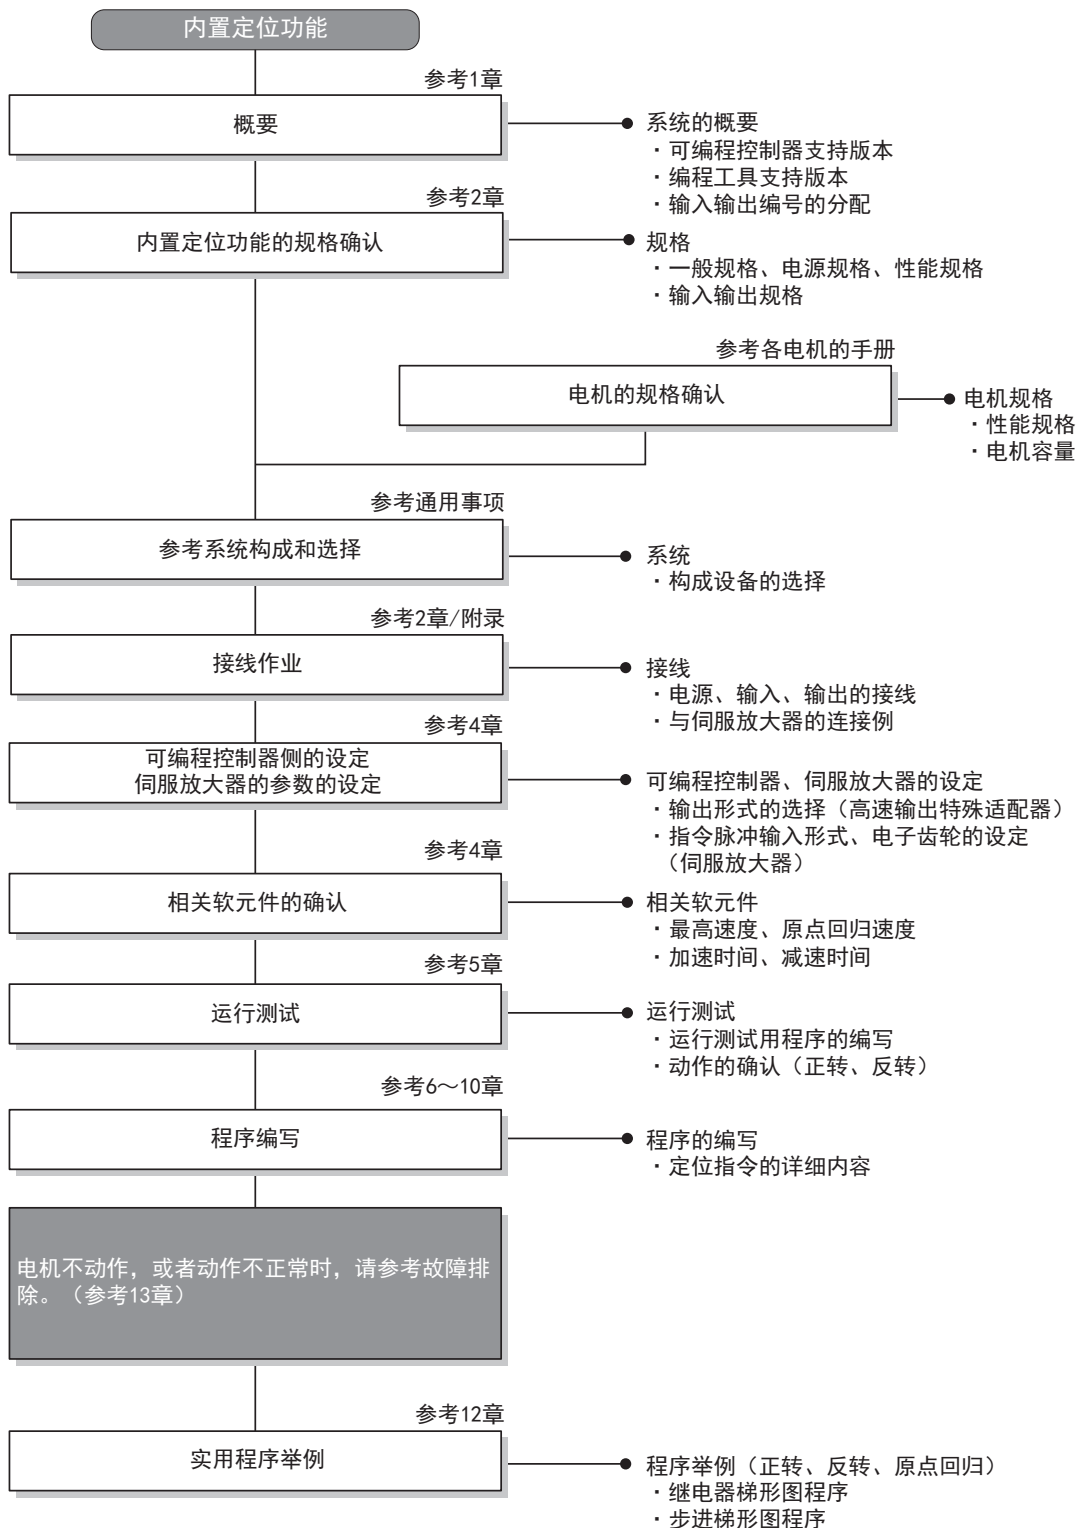 内置定位功能
参考1章
概要
系统的概要
·可编程控制器支持版本
·编程工具支持版本
·输入输出编号的分配
参考2章
内置定位功能的规格确认
规格
·一般规格、电源规格、性能规格
·输入输出规格
参考各电机的手册
电机的规格确认
电机规格
·性能规格
·电机容量
参考通用事项
参考系统构成和选择
系统
·构成设备的选择
参考2章/附录
接线作业
接线
·电源、输入、输出的接线
·与伺服放大器的连接例
参考4章
可编程控制器侧的设定
伺服放大器的参数的设定
可编程控制器、伺服放大器的设定
·输出形式的选择（高速输出特殊适配器）
·指令脉冲输入形式、电子齿轮的设定
（伺服放大器）
参考4章
相关软元件的确认
相关软元件
·最高速度、原点回归速度
·加速时间、减速时间
参考5章
运行测试
运行测试
·运行测试用程序的编写
·动作的确认（正转、反转）
参考6～10章
程序编写
程序的编写
·定位指令的详细内容
电机不动作，或者动作不正常时，请参考故障排
除。（参考13章）
参考12章
实用程序举例
程序举例（正转、反转、原点回归）
·继电器梯形图程序
·步进梯形图程序